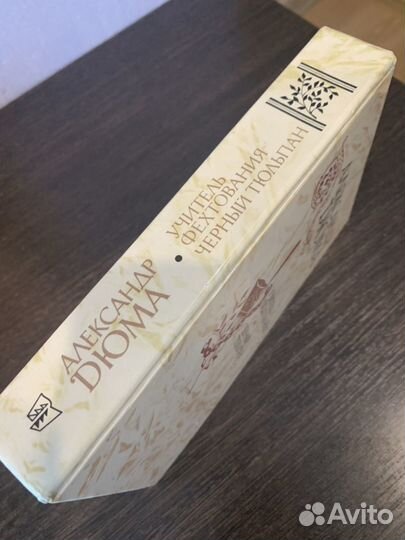 АЛЕКСАНДР
ДЮМА
УЧИТЕЛЬ
ФЕХТОВАНИЯ
ЧЕРНЫЙ ТЮЛЬПАН
Avito